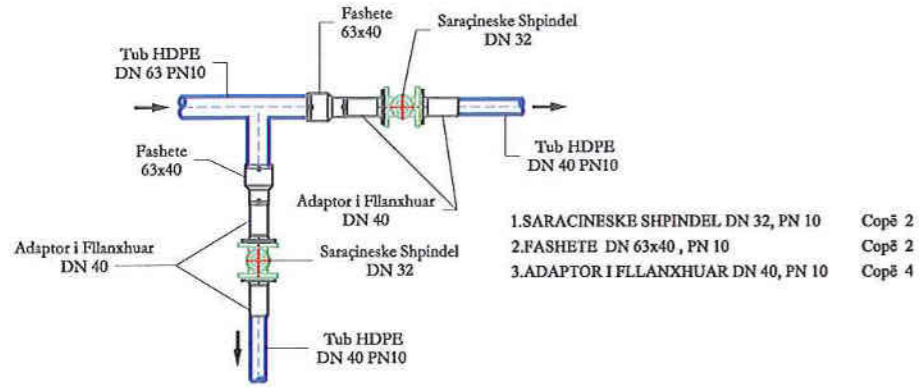 Fashete
63x40
Saraçineske Shpindel
DN 32
Tub HDPE
DN 63 PN10
Fashete
63x40
Tub HDPE
DN 40 PN10
Adaptor i Fllanxhuar
DN 40
Adaptor i Fllanxhuar
DN 40
Saraçineske Shpindel
DN 32
Tub HDPE
DN 40 PN10
1.SARACINESKE SHPINDEL DN 32, PN 10 Copë 2
2.FASHETE DN 63x40 , PN 10 Copë 2
3.ADAPTOR I FLLANXHUAR DN 40, PN 10 Copë 4